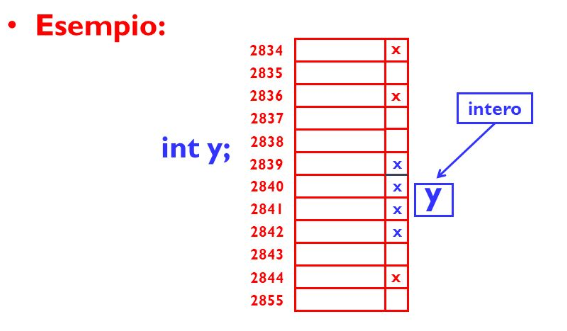 • Esempio:
2834 x
2835
2836 x
intero
2837
2838
int y;
2839 x
2840 x
y
2841 x
2842 x
2843
2844 x
2855